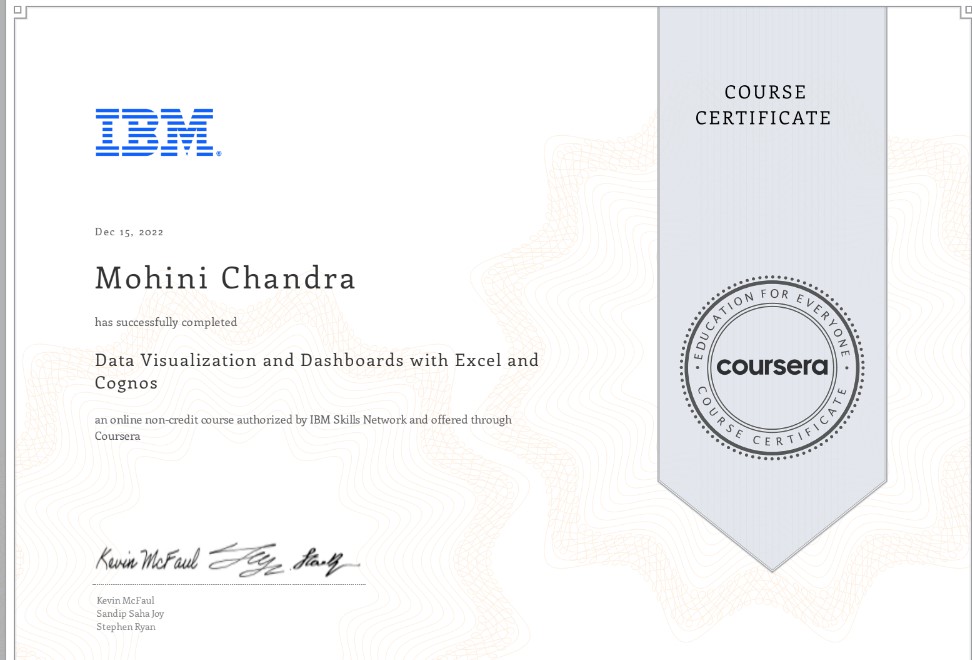 COURSE
CERTIFICATE
IBM®
Dec 15, 2022
Mohini Chandra
has successfully completed
Data Visualization and Dashboards with Excel and
Cognos
an online non-credit course authorized by IBM Skills Network and offered through
Coursera
EDUCATION FOR EVERYONE
coursera
COURSE CERTIFICATE
Kevin McFaul
Kevin McFaul
Sandip Saha Joy
Stephen Ryan